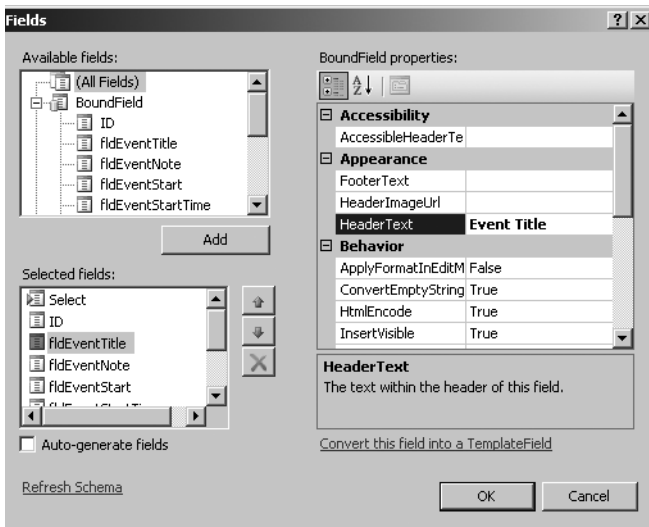 Fields
Available fields:
(All Fields)
BoundField
ID
fldEventTitle
fldEventNote
fldEventStart
fldEventStartTime
Add
Selected fields:
Select
ID
fldEventTitle
fldEventNote
fldEventStart
Auto-generate fields
Refresh Schema
BoundField properties:
Accessibility
AccessibleHeaderTe
Appearance
FooterText
HeaderImageUrl
HeaderText Event Title
Behavior
ApplyFormatInEditM False
ConvertEmptyString True
HtmlEncode True
InsertVisible True
HeaderText
The text within the header of this field.
Convert this field into a TemplateField
OK Cancel